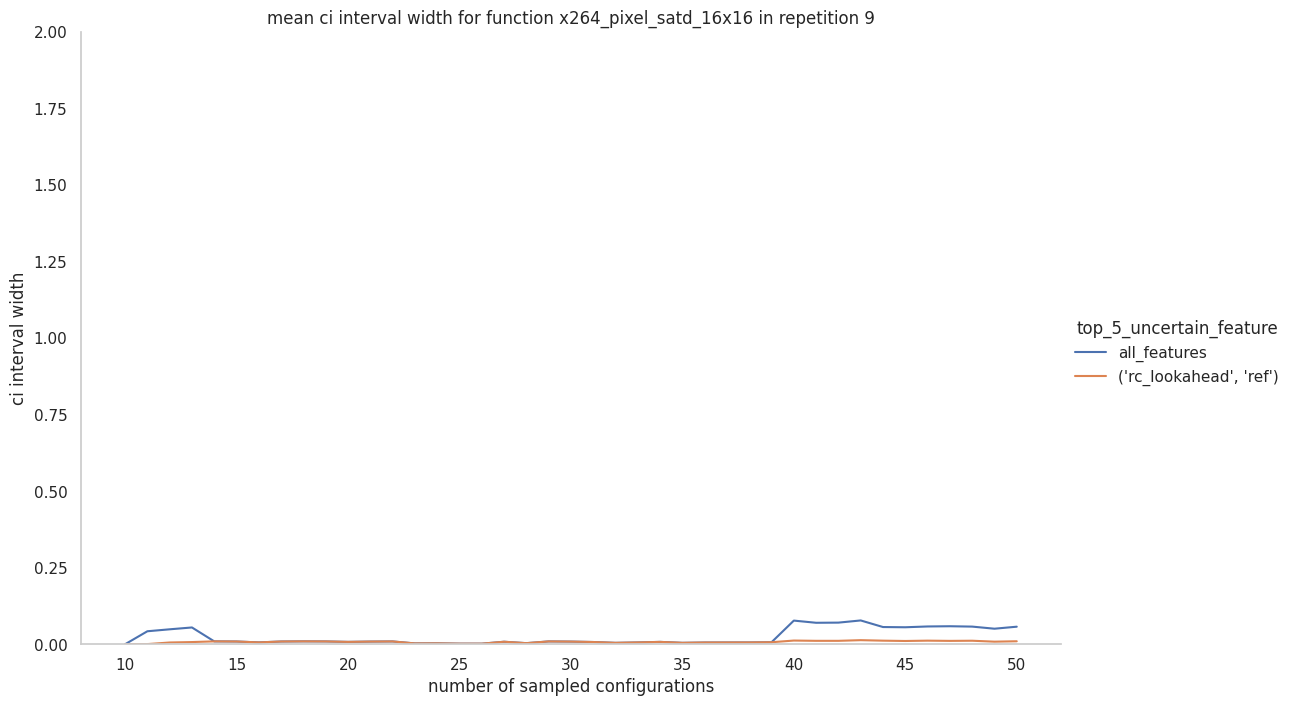 mean ci interval width for function x264_pixel_satd_16x16 in repetition 9
2.00
1.75
1.50
1.25
1.00
0.75
0.50
0.25
0.00
ci interval width
10 15 20 25 30 35 40 45 50
number of sampled configurations
top_5_uncertain_feature
all_features
('rc_lookahead', 'ref')